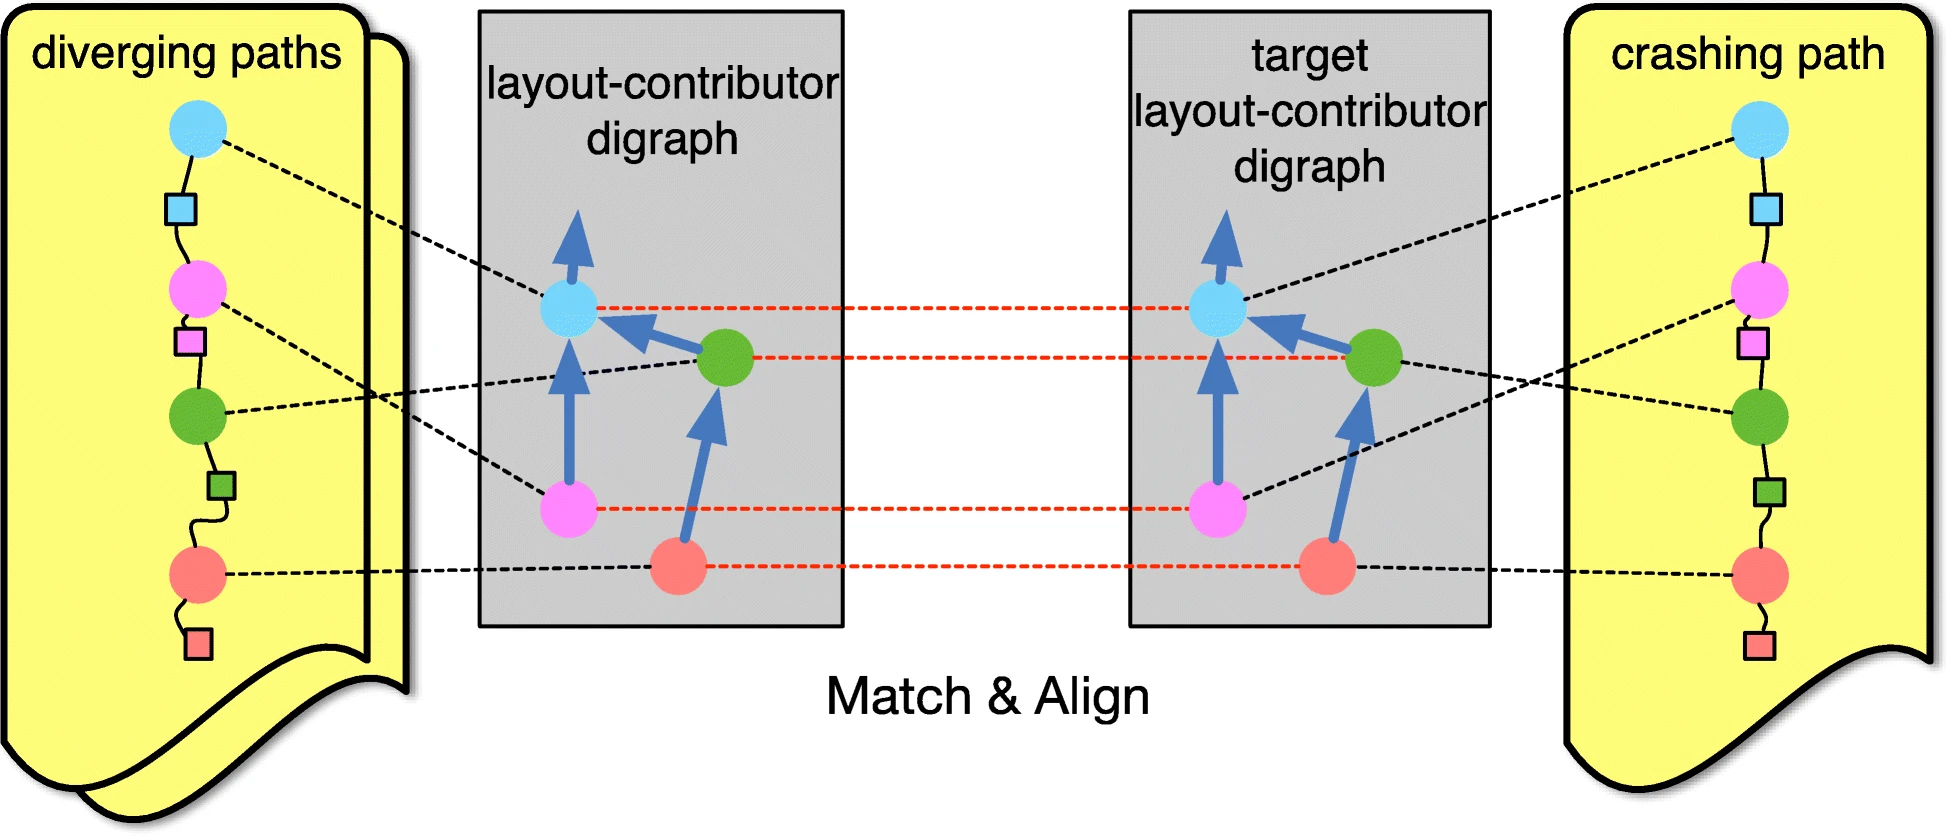 diverging paths
layout-contributor
digraph
target
layout-contributor
digraph
crashing path
Match & Align